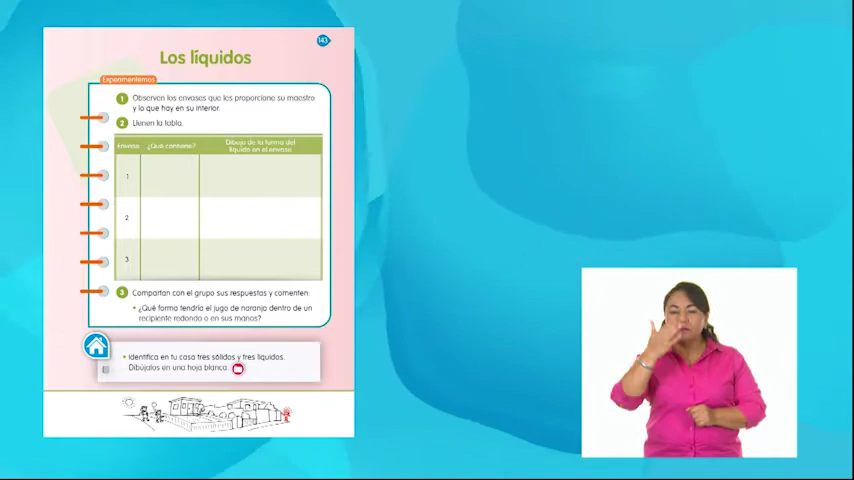 143
Los líquidos
Experimentemos
1 Observen los envases que les proporcione su maestro
y lo que hay en su interior.
2 Llenen la tabla.
Envase ¿Qué contiene? Dibujo de la forma del
líquido en el envase
1
2
3
3 Compartan con el grupo sus respuestas y comenten.
• ¿Qué forma tendría el jugo de naranja dentro de un
recipiente redondo o en sus manos?
• Identifica en tu casa tres sólidos y tres líquidos.
Dibújalos en una hoja blanca.